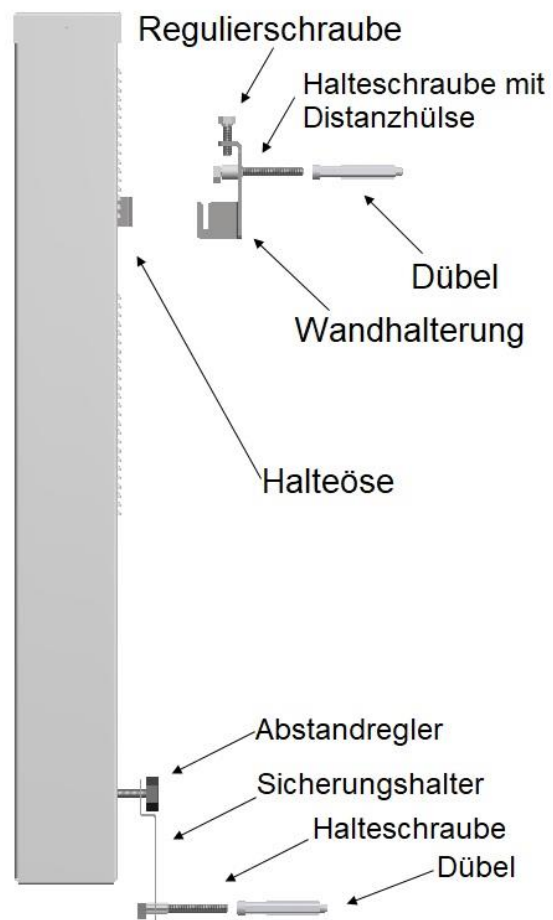 Regulierschraube
Halteschraube mit
Distanzhülse
Dübel
Wandhalterung
Halteöse
Abstandregler
Sicherungshalter
Halteschraube
Dübel